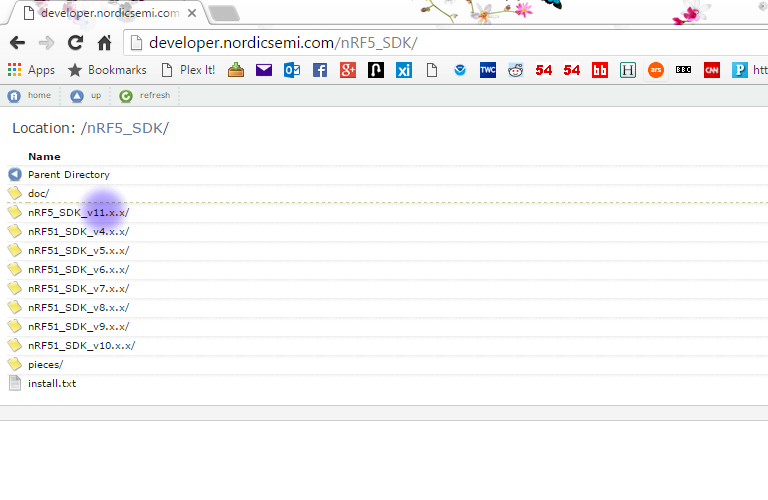 developer.nordicsemi.com
developer.nordicsemi.com/nRF5_SDK/
Apps Bookmarks Plex It! xi TWC 54 54 bb H ars BBC CNN P htt
home up refresh
Location: /nRF5_SDK/
Name
Parent Directory
doc/
nRF5_SDK_v11.x.x/
nRF51_SDK_v4.x.x/
nRF51_SDK_v5.x.x/
nRF51_SDK_v6.x.x/
nRF51_SDK_v7.x.x/
nRF51_SDK_v8.x.x/
nRF51_SDK_v9.x.x/
nRF51_SDK_v10.x.x/
pieces/
install.txt